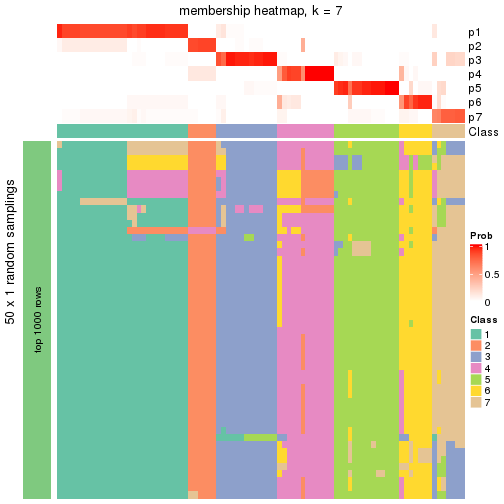 membership heatmap, k = 7
p1
p2
p3
p4
p5
p6
p7
Class
50 x 1 random samplings
top 1000 rows
Prob
1
0.5
0
Class
1
2
3
4
5
6
7